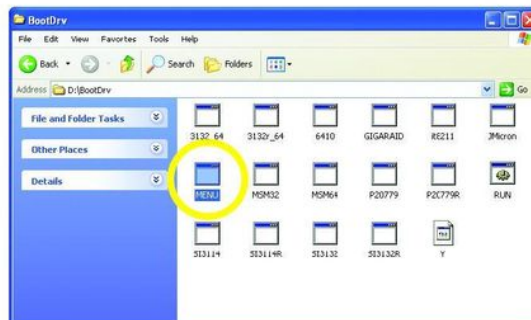 BootDrv
File Edit View Favorites Tools Help
Back Search Folders
Address D:\BootDrv Go
File and Folder Tasks
Other Places
Details
3132_64 3132r_64 6410 GIGARAID JMicron
MENU MSM32 MSM64 P20779 P2C779R RUN
SI3114 SI3114R SI3132 SI3132R Y